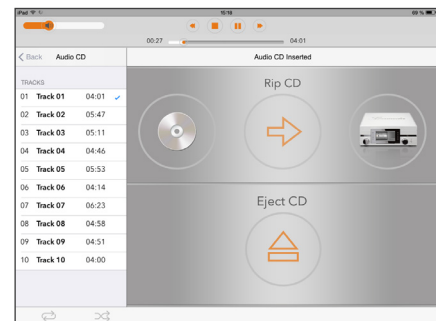 iPad 15:19 69 %
00:27 04:01
Back Audio CD Audio CD Inserted
TRACKS
01 Track 01 04:01
02 Track 02 05:47
03 Track 03 05:11
04 Track 04 04:46
05 Track 05 05:53
06 Track 06 04:14
07 Track 07 06:23
08 Track 08 04:58
09 Track 09 04:51
10 Track 10 04:00
Rip CD
Eject CD